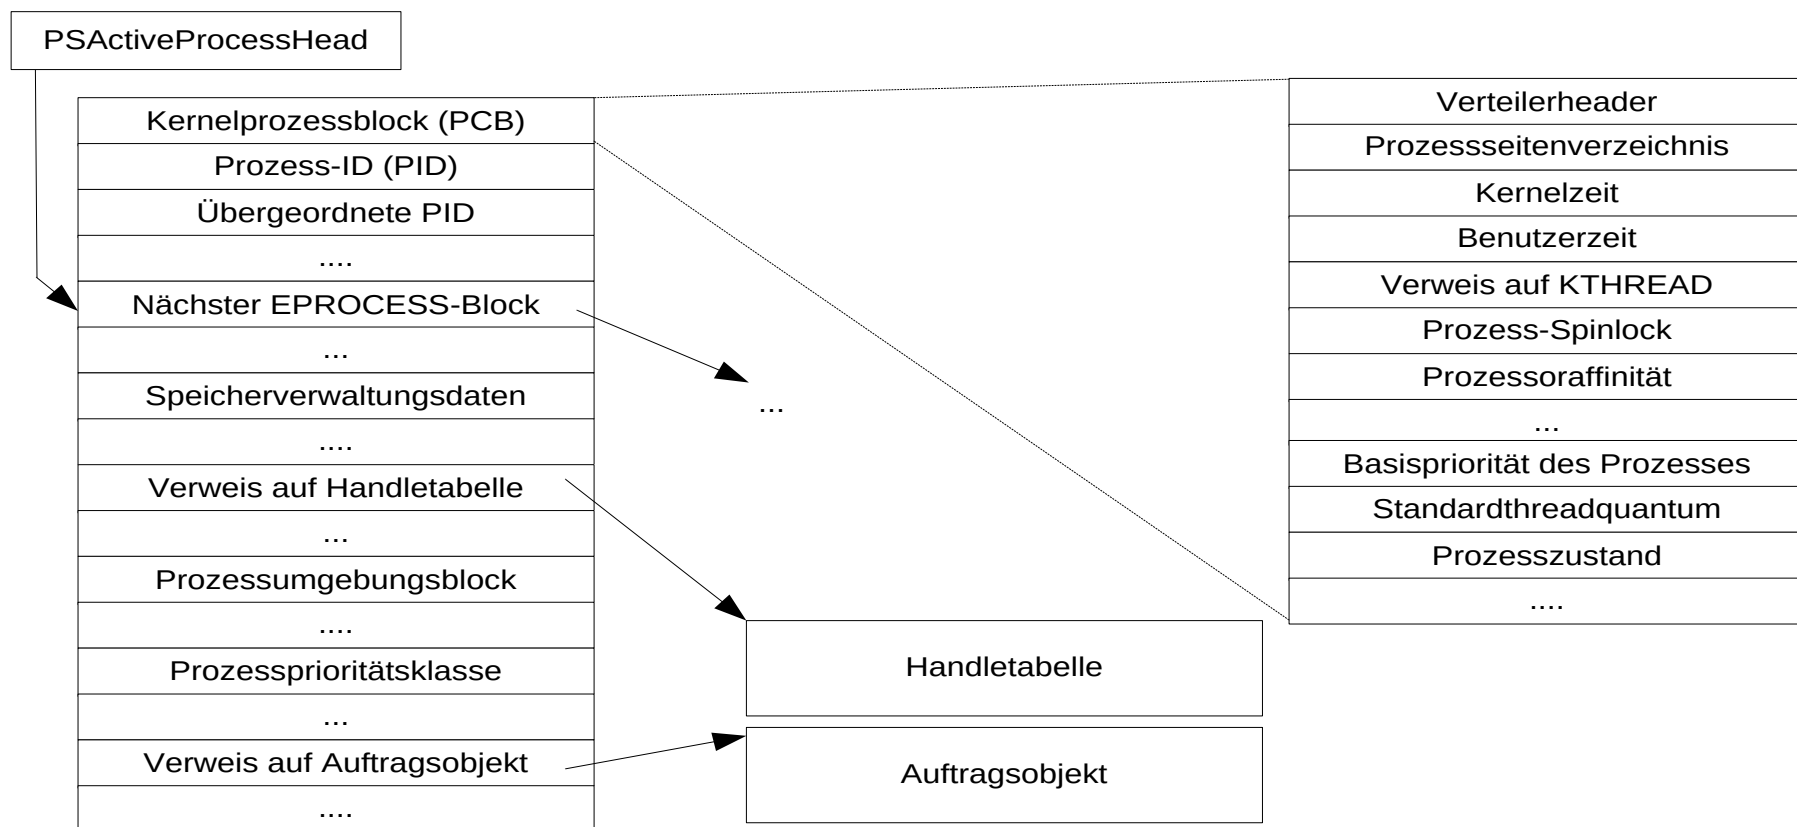 PSActiveProcessHead
Kernelprozessblock (PCB)
Prozess-ID (PID)
Übergeordnete PID
....
Nächster EPROCESS-Block
...
Speicherverwaltungsdaten
....
Verweis auf Handletabelle
...
Prozessumgebungsblock
....
Prozessprioritätsklasse
...
Verweis auf Auftragsobjekt
....
...
Handletabelle
Auftragsobjekt
Verteilerheader
Prozessseitenverzeichnis
Kernelzeit
Benutzerzeit
Verweis auf KTHREAD
Prozess-Spinlock
Prozessoraffinität
...
Basispriorität des Prozesses
Standardthreadquantum
Prozesszustand
....